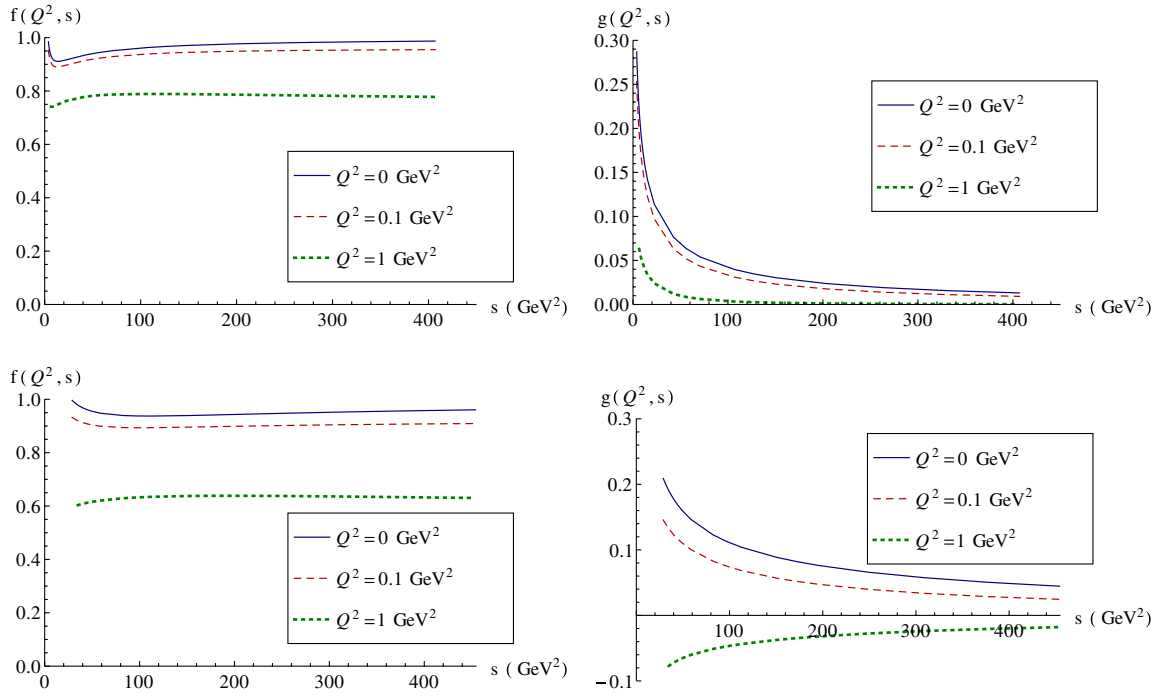 f(Q²,s)
1.0
0.8
0.6
0.4
0.2
0.0
0
100
200
300
400
s ( GeV²)
Q²=0 GeV²
Q²=0.1 GeV²
Q²=1 GeV²
g(Q²,s)
0.30
0.25
0.20
0.15
0.10
0.05
0.00
0
100
200
300
400
s ( GeV²)
Q²=0 GeV²
Q²=0.1 GeV²
Q²=1 GeV²
f(Q²,s)
1.0
0.8
0.6
0.4
0.2
0.0
0
100
200
300
400
s ( GeV²)
Q²=0 GeV²
Q²=0.1 GeV²
Q²=1 GeV²
g(Q²,s)
0.3
0.2
0.1
−0.1
100
200
300
400
s ( GeV²)
Q²=0 GeV²
Q²=0.1 GeV²
Q²=1 GeV²